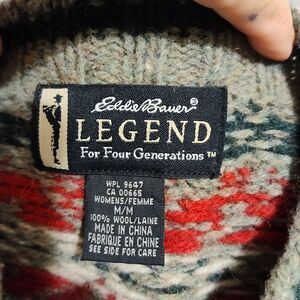 Eddie Bauer®
LEGEND
For Four Generations™
WPL 9647
CA 00665
WOMENS/FEMME
M/M
100% WOOL/LAINE
MADE IN CHINA
FABRIQUE EN CHINE
SEE SIDE FOR CARE